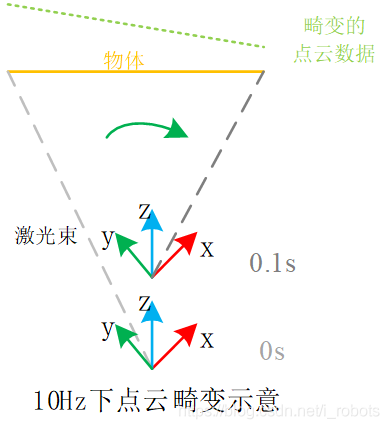 畸变的
点云数据
物体
z
y
x
激光束
0.1s
z
y
x
0s
10Hz下点云畸变示意
https://blog.csdn.net/i_robots